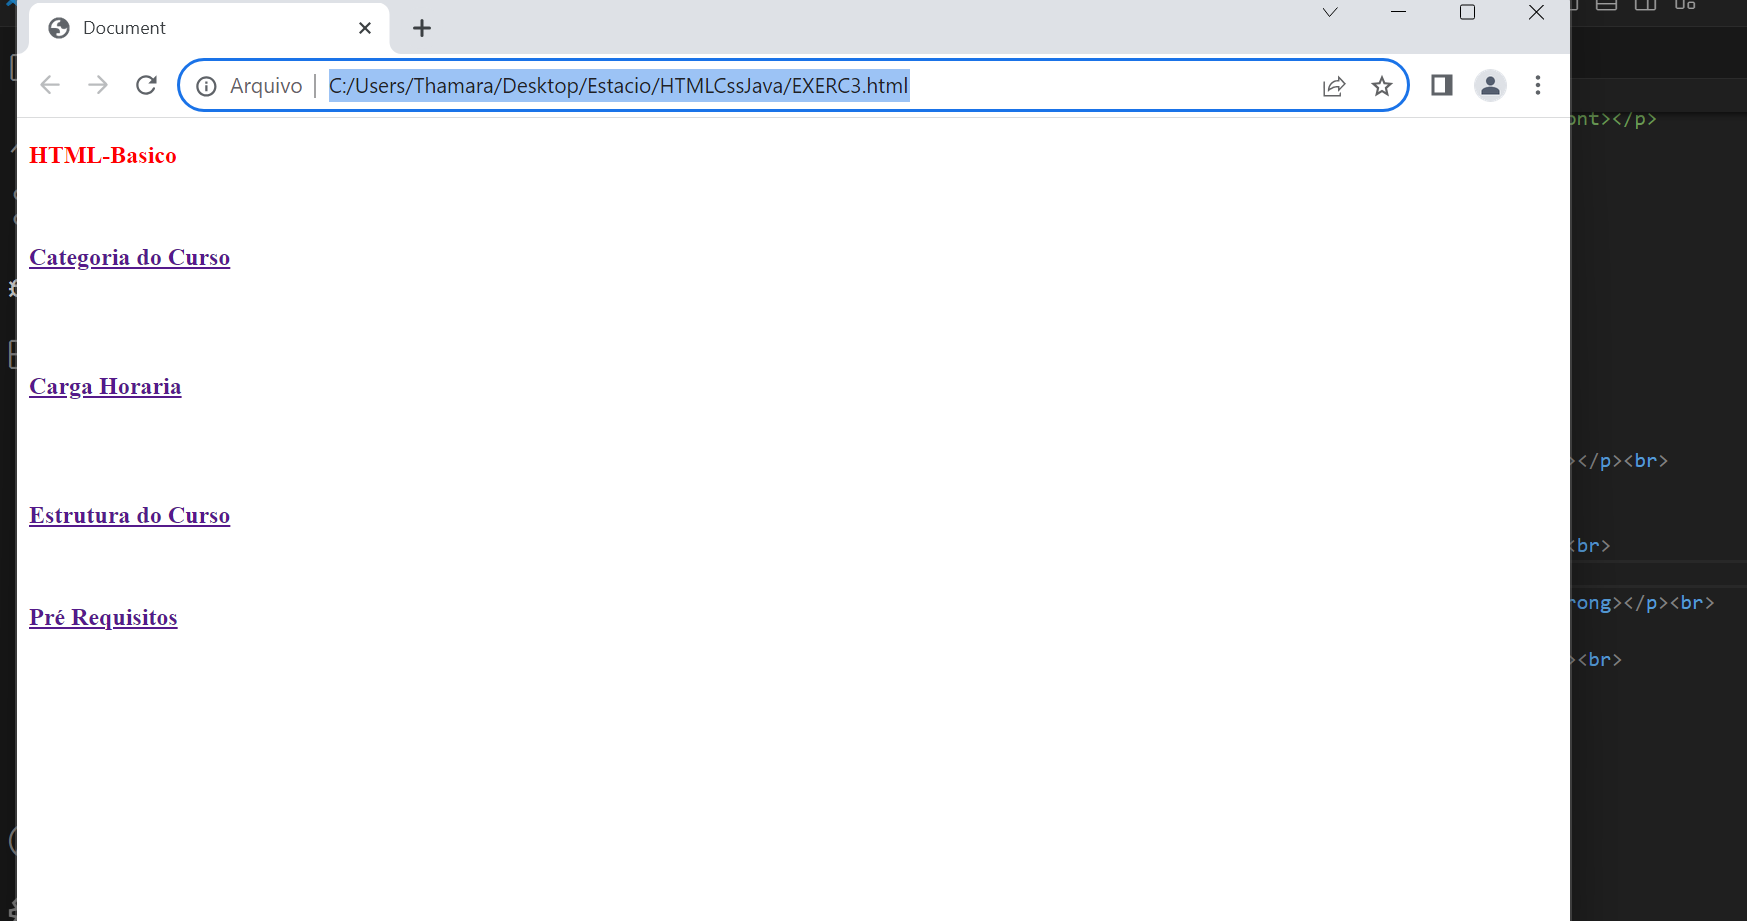 Document
Arquivo | C:/Users/Thamara/Desktop/Estacio/HTMLCssJava/EXERC3.html
ont></p>
HTML-Basico
Categoria do Curso
Carga Horaria
></p><br>
Estrutura do Curso
<br>
rong></p><br>
Pré Requisitos
><br>